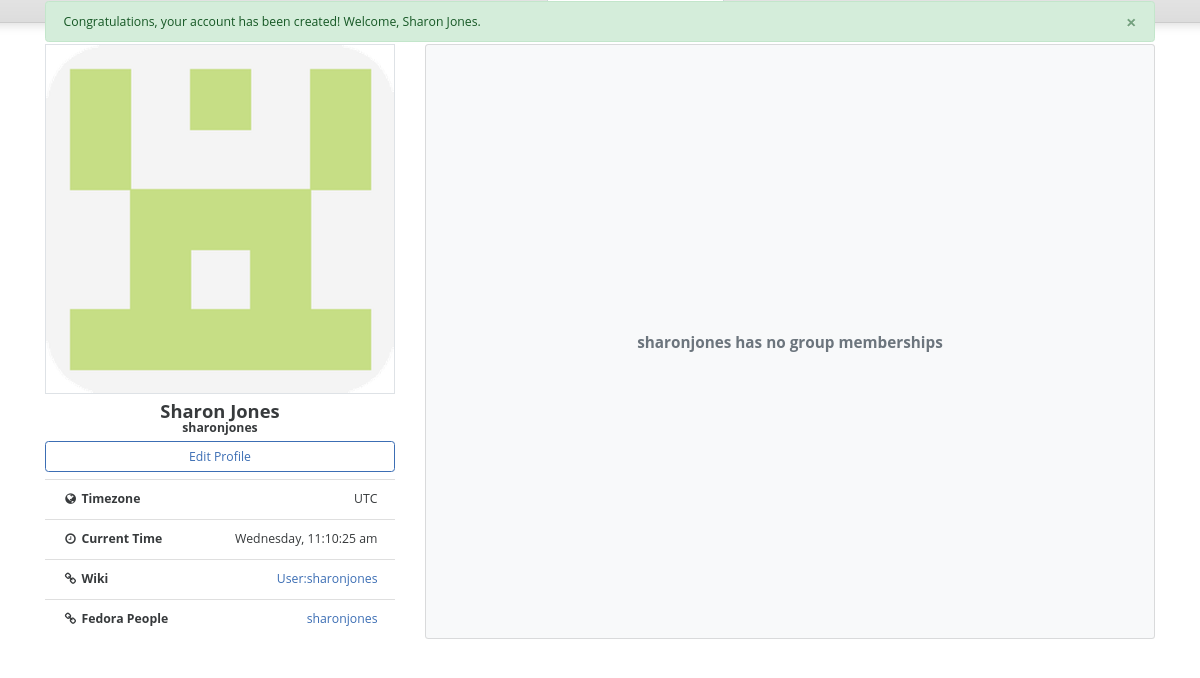 Congratulations, your account has been created! Welcome, Sharon Jones. ×
Sharon Jones
sharonjones
Edit Profile
Timezone UTC
Current Time Wednesday, 11:10:25 am
Wiki User:sharonjones
Fedora People sharonjones
sharonjones has no group memberships